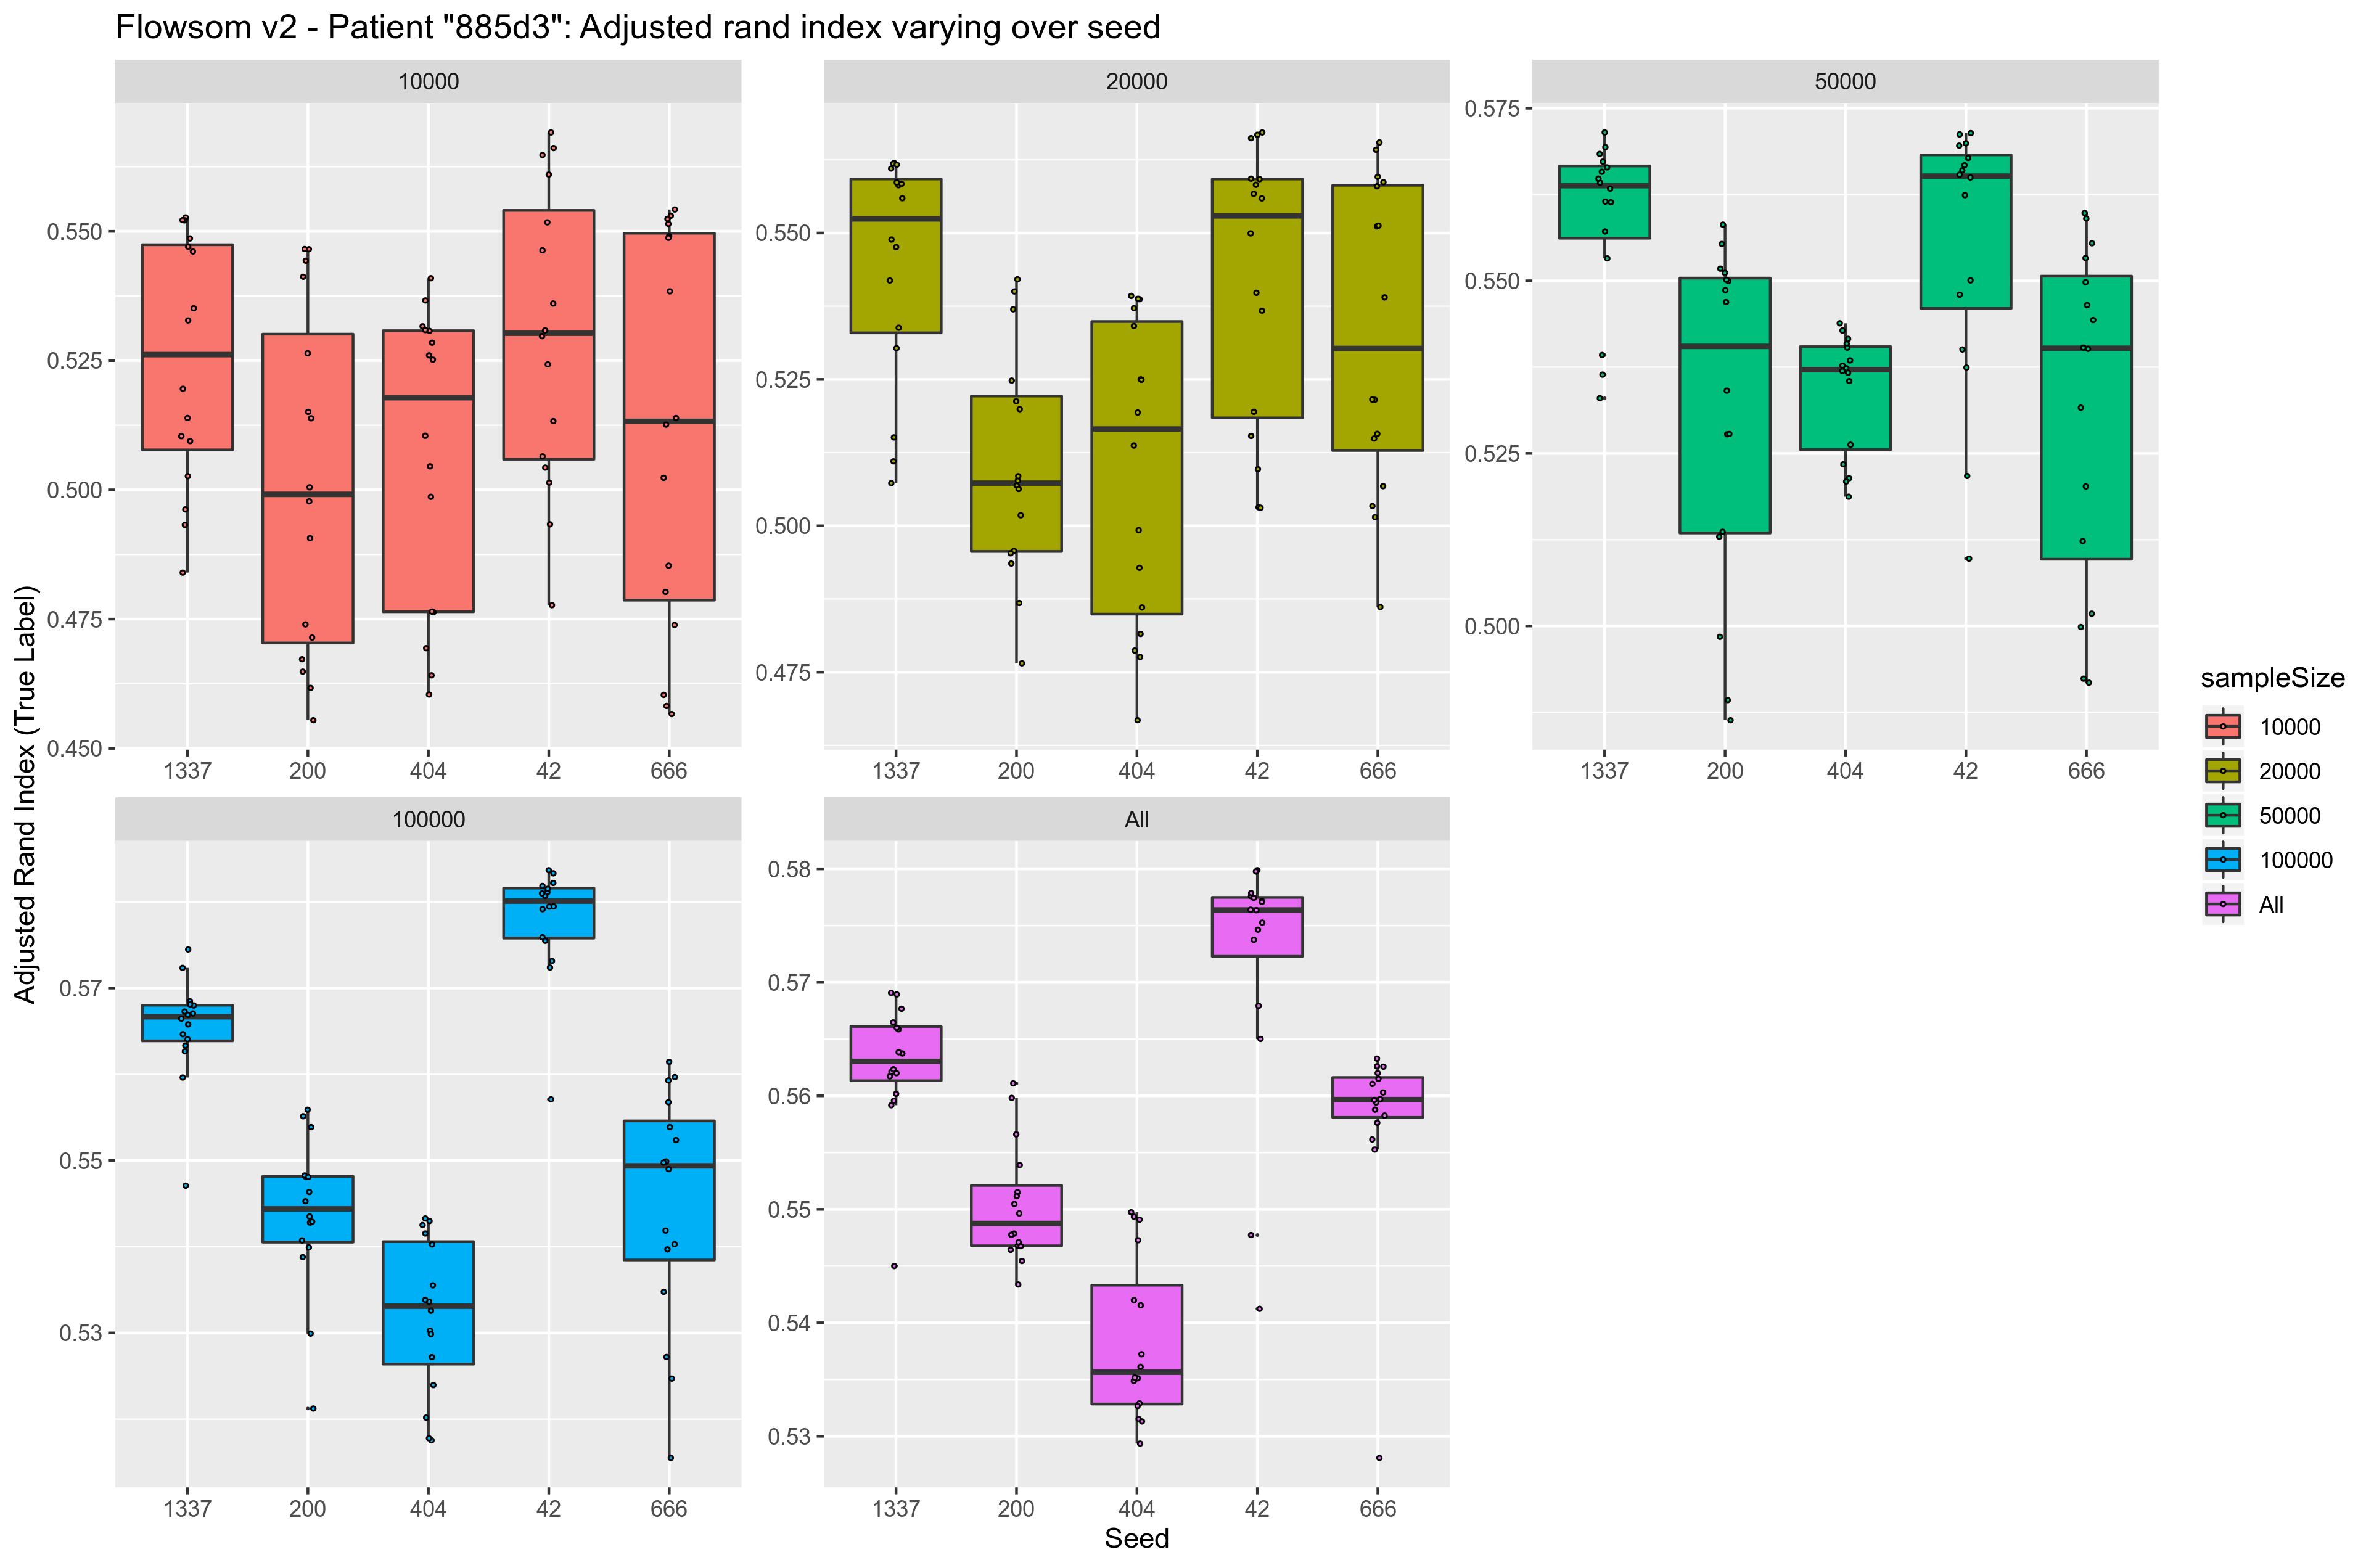 Flowsom v2 - Patient "885d3": Adjusted rand index varying over seed
10000
20000
50000
0.550
0.525
0.500
0.475
0.450
0.550
0.525
0.500
0.475
0.575
0.550
0.525
0.500
1337 200 404 42 666
1337 200 404 42 666
1337 200 404 42 666
100000
All
0.57
0.55
0.53
0.58
0.57
0.56
0.55
0.54
0.53
1337 200 404 42 666
1337 200 404 42 666
Seed
Adjusted Rand Index (True Label)
sampleSize
10000
20000
50000
100000
All